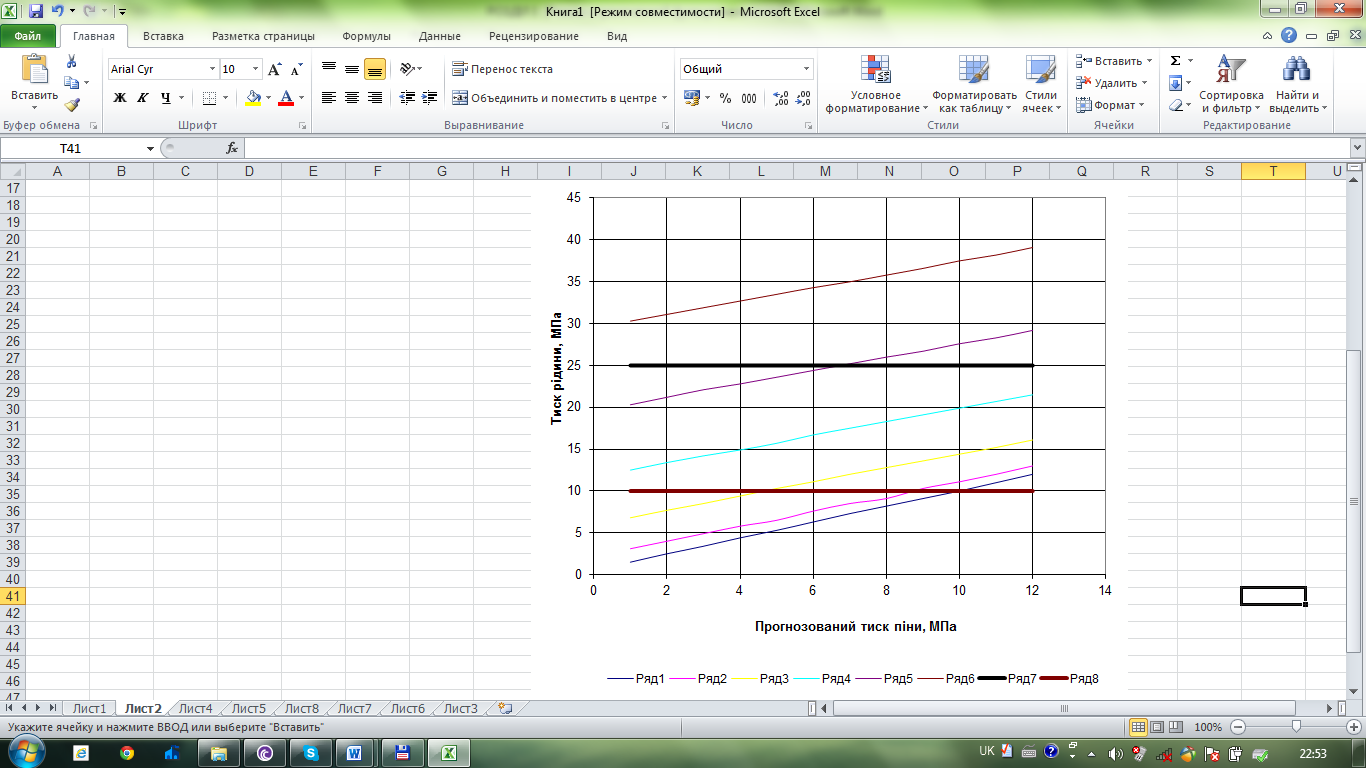 Книга1 [Режим совместимости] - Microsoft Excel
Файл Главная Вставка Разметка страницы Формулы Данные Рецензирование Вид
Arial Cyr 10 Перенос текста Общий Вставить
Вставить Условное Форматировать Стили Удалить Сортировка Найти и
Ж К Ч Объединить и поместить в центре % 000 форматирование как таблицу ячеек Формат и фильтр выделить
Буфер обмена Шрифт Выравнивание Число Стили Ячейки Редактирование
T41 fx
A B C D E F G H I J K L M N O P Q R S T U
17
18
19
20
21
22
23
24
25
26
27
28
29
30
31
32
33
34
35
36
37
38
39
40
41
42
43
44
45
46
47
45
40
35
30
25
20
15
10
5
0
Тиск рідини, МПа
0 2 4 6 8 10 12 14
Прогнозований тиск піни, МПа
Ряд1 Ряд2 Ряд3 Ряд4 Ряд5 Ряд6 Ряд7 Ряд8
Лист1 Лист2 Лист4 Лист5 Лист8 Лист7 Лист6 Лист3
Укажите ячейку и нажмите ВВОД или выберите "Вставить" 100%
UK 22:53